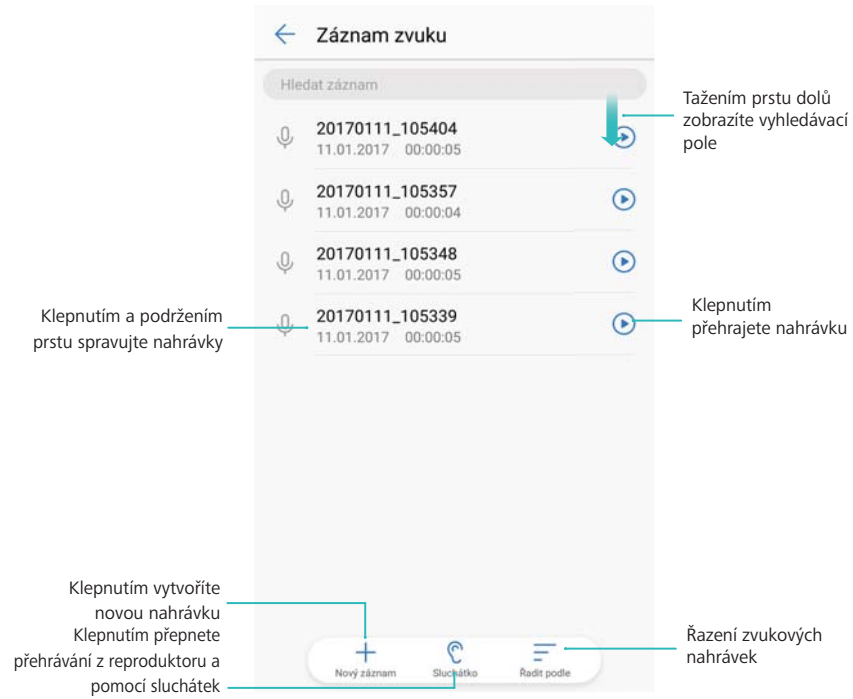 Záznam zvuku
Hledat záznam
Tažením prstu dolů
zobrazíte vyhledávací
pole
20170111_105404
11.01.2017 00:00:05
20170111_105357
11.01.2017 00:00:04
20170111_105348
11.01.2017 00:00:05
Klepnutím a podržením
prstu spravujte nahrávky
20170111_105339
11.01.2017 00:00:05
Klepnutím
přehrajete nahrávku
Klepnutím vytvoříte
novou nahrávku
Klepnutím přepnete
přehrávání z reproduktoru a
pomocí sluchátek
Nový záznam
Sluchátko
Řadit podle
Řazení zvukových
nahrávek